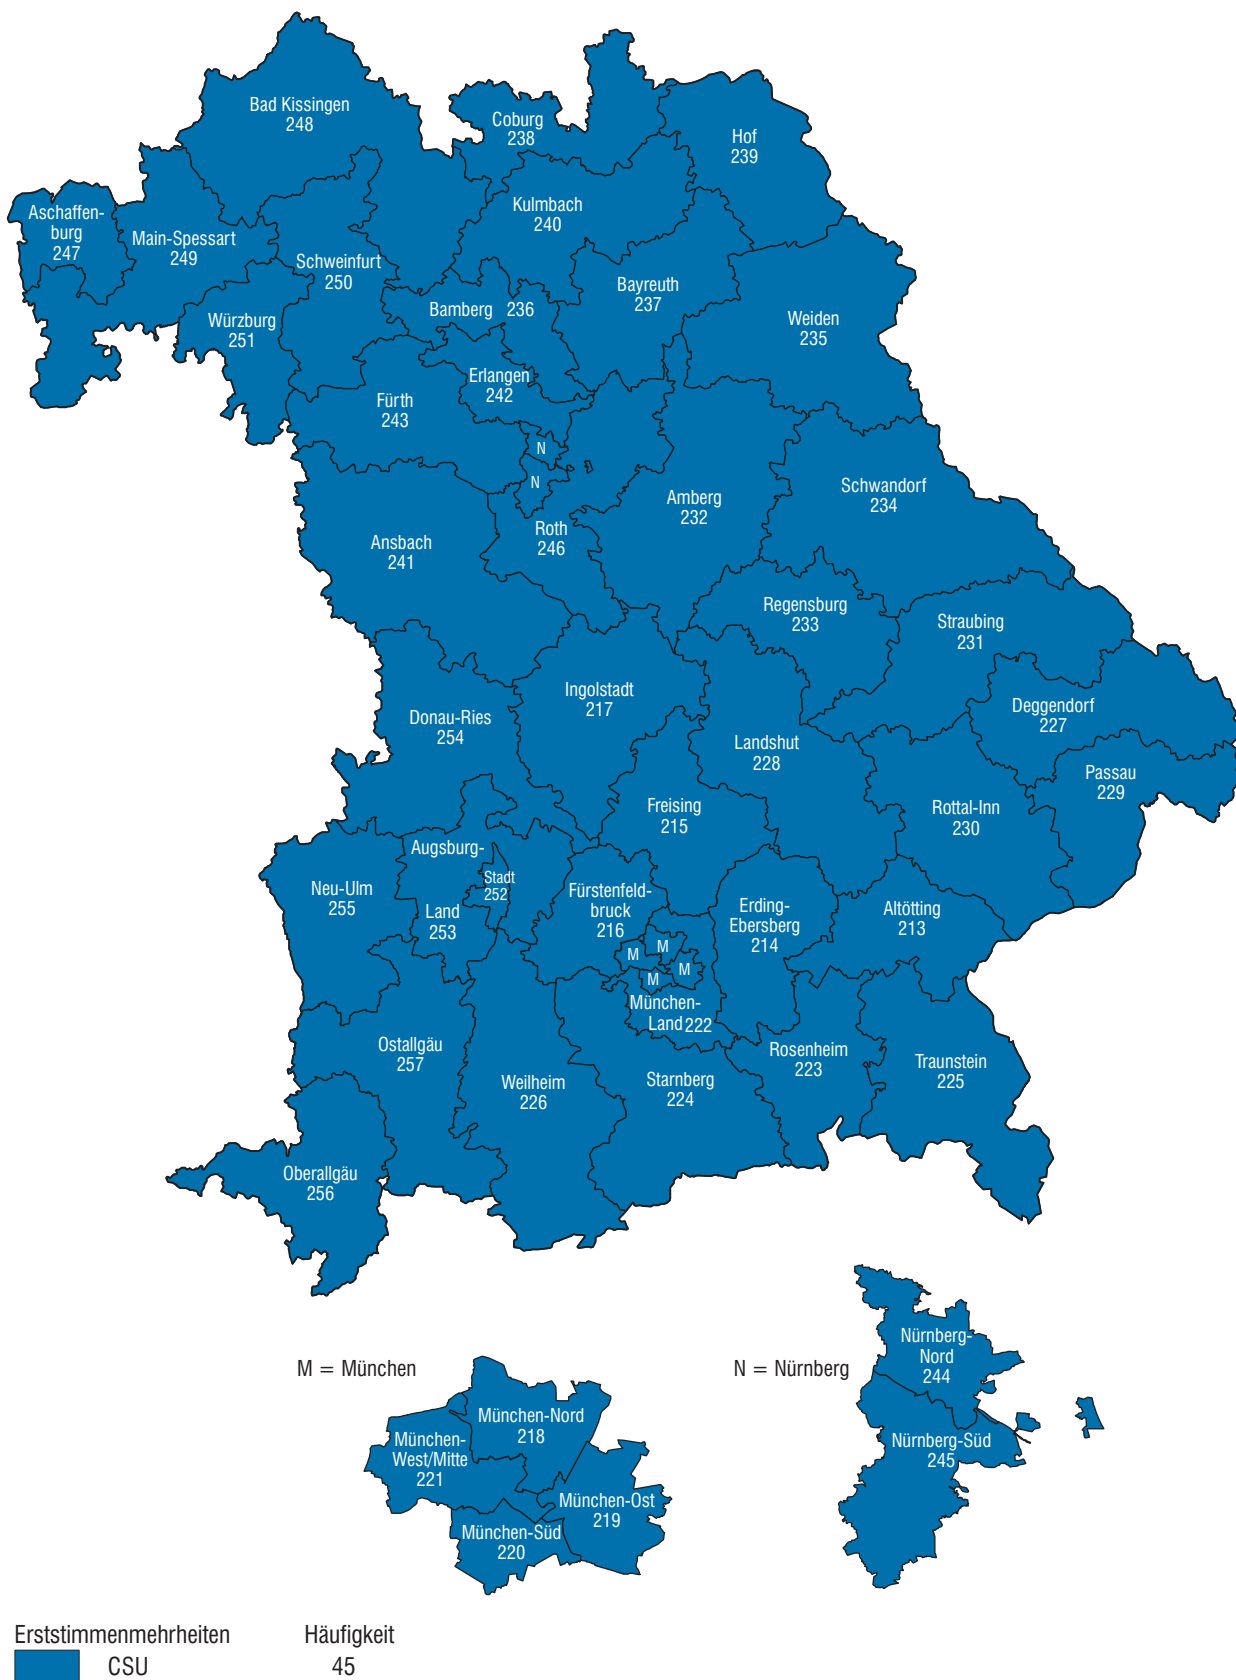 Bad Kissingen
248
Coburg
238
Hof
239
Aschaffen-
burg
247
Main-Spessart
249
Kulmbach
240
Schweinfurt
250
Bayreuth
237
Bamberg 236
Würzburg
251
Weiden
235
Erlangen
242
Fürth
243
N
N
Schwandorf
234
Amberg
232
Roth
246
Ansbach
241
Regensburg
233
Straubing
231
Ingolstadt
217
Deggendorf
227
Donau-Ries
254
Landshut
228
Passau
229
Freising
215
Rottal-Inn
230
Augsburg-
Stadt
252
Neu-Ulm
255
Land
253
Fürstenfeld-
bruck
216
Erding-
Ebersberg
214
Altötting
213
M
M
M
M
München-
Land 222
Ostallgäu
257
Rosenheim
223
Traunstein
225
Weilheim
226
Starnberg
224
Oberallgäu
256
M = München
N = Nürnberg
Nürnberg-
Nord
244
Nürnberg-Süd
245
München-Nord
218
München-
West/Mitte
221
München-Ost
219
München-Süd
220
Erststimmenmehrheiten Häufigkeit
CSU 45